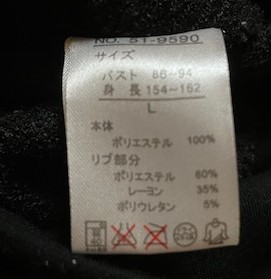 NO. 51-9590
サイズ
バスト 86~94
身長 154~162
L
本体
ポリエステル 100%
リブ部分
ポリエステル 60%
レーヨン 35%
ポリウレタン 5%
40